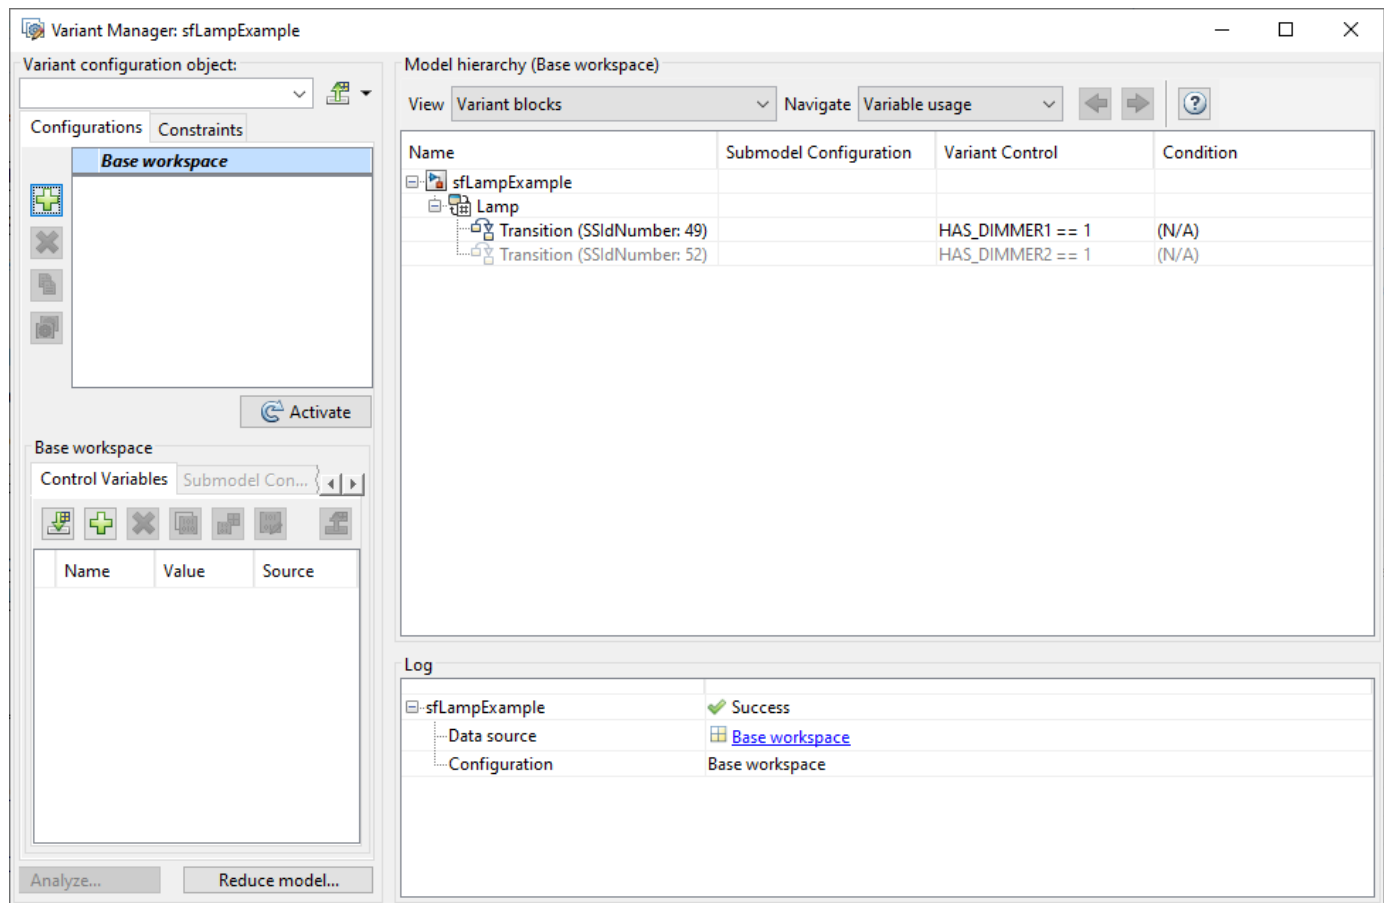 Variant Manager: sfLampExample
Variant configuration object:
Configurations Constraints
Base workspace
Activate
Base workspace
Control Variables Submodel Con...
Name Value Source
Analyze... Reduce model...
Model hierarchy (Base workspace)
View Variant blocks Navigate Variable usage ?
Name Submodel Configuration Variant Control Condition
sfLampExample
Lamp
Transition (SSIdNumber: 49) HAS_DIMMER1 == 1 (N/A)
Transition (SSIdNumber: 52) HAS_DIMMER2 == 1 (N/A)
Log
sfLampExample Success
Data source Base workspace
Configuration Base workspace